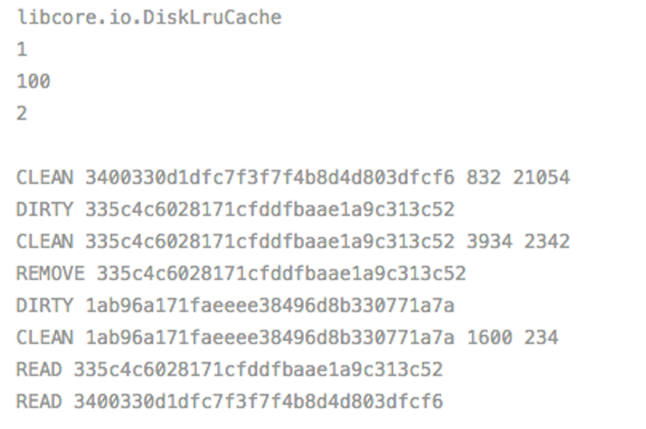 libcore.io.DiskLruCache
1
100
2
CLEAN 3400330d1dfc7f3f7f4b8d4d803dfcf6 832 21054
DIRTY 335c4c6028171cfddfbaae1a9c313c52
CLEAN 335c4c6028171cfddfbaae1a9c313c52 3934 2342
REMOVE 335c4c6028171cfddfbaae1a9c313c52
DIRTY 1ab96a171faeeee38496d8b330771a7a
CLEAN 1ab96a171faeeee38496d8b330771a7a 1600 234
READ 335c4c6028171cfddfbaae1a9c313c52
READ 3400330d1dfc7f3f7f4b8d4d803dfcf6